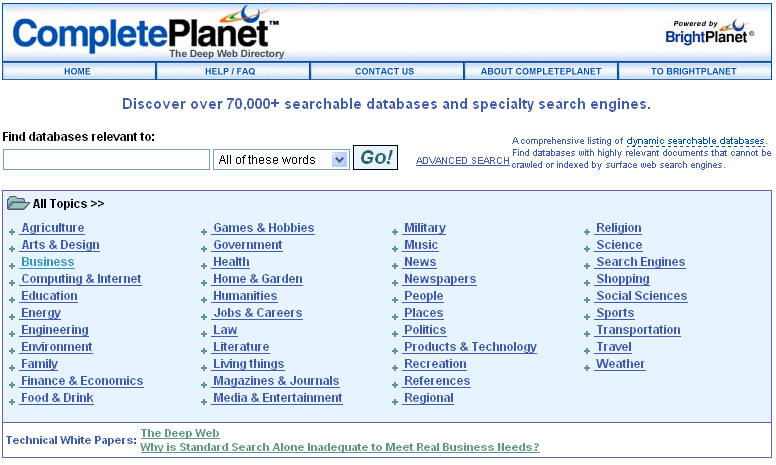 CompletePlanet™
The Deep Web Directory
Powered by
BrightPlanet®
HOME HELP / FAQ CONTACT US ABOUT COMPLETEPLANET TO BRIGHTPLANET
Discover over 70,000+ searchable databases and specialty search engines.
Find databases relevant to:
All of these words Go! ADVANCED SEARCH
A comprehensive listing of dynamic searchable databases.
Find databases with highly relevant documents that cannot be
crawled or indexed by surface web search engines.
All Topics >>
Agriculture
Arts & Design
Business
Computing & Internet
Education
Energy
Engineering
Environment
Family
Finance & Economics
Food & Drink
Games & Hobbies
Government
Health
Home & Garden
Humanities
Jobs & Careers
Law
Literature
Living things
Magazines & Journals
Media & Entertainment
Military
Music
News
Newspapers
People
Places
Politics
Products & Technology
Recreation
References
Regional
Religion
Science
Search Engines
Shopping
Social Sciences
Sports
Transportation
Travel
Weather
Technical White Papers:
The Deep Web
Why is Standard Search Alone Inadequate to Meet Real Business Needs?